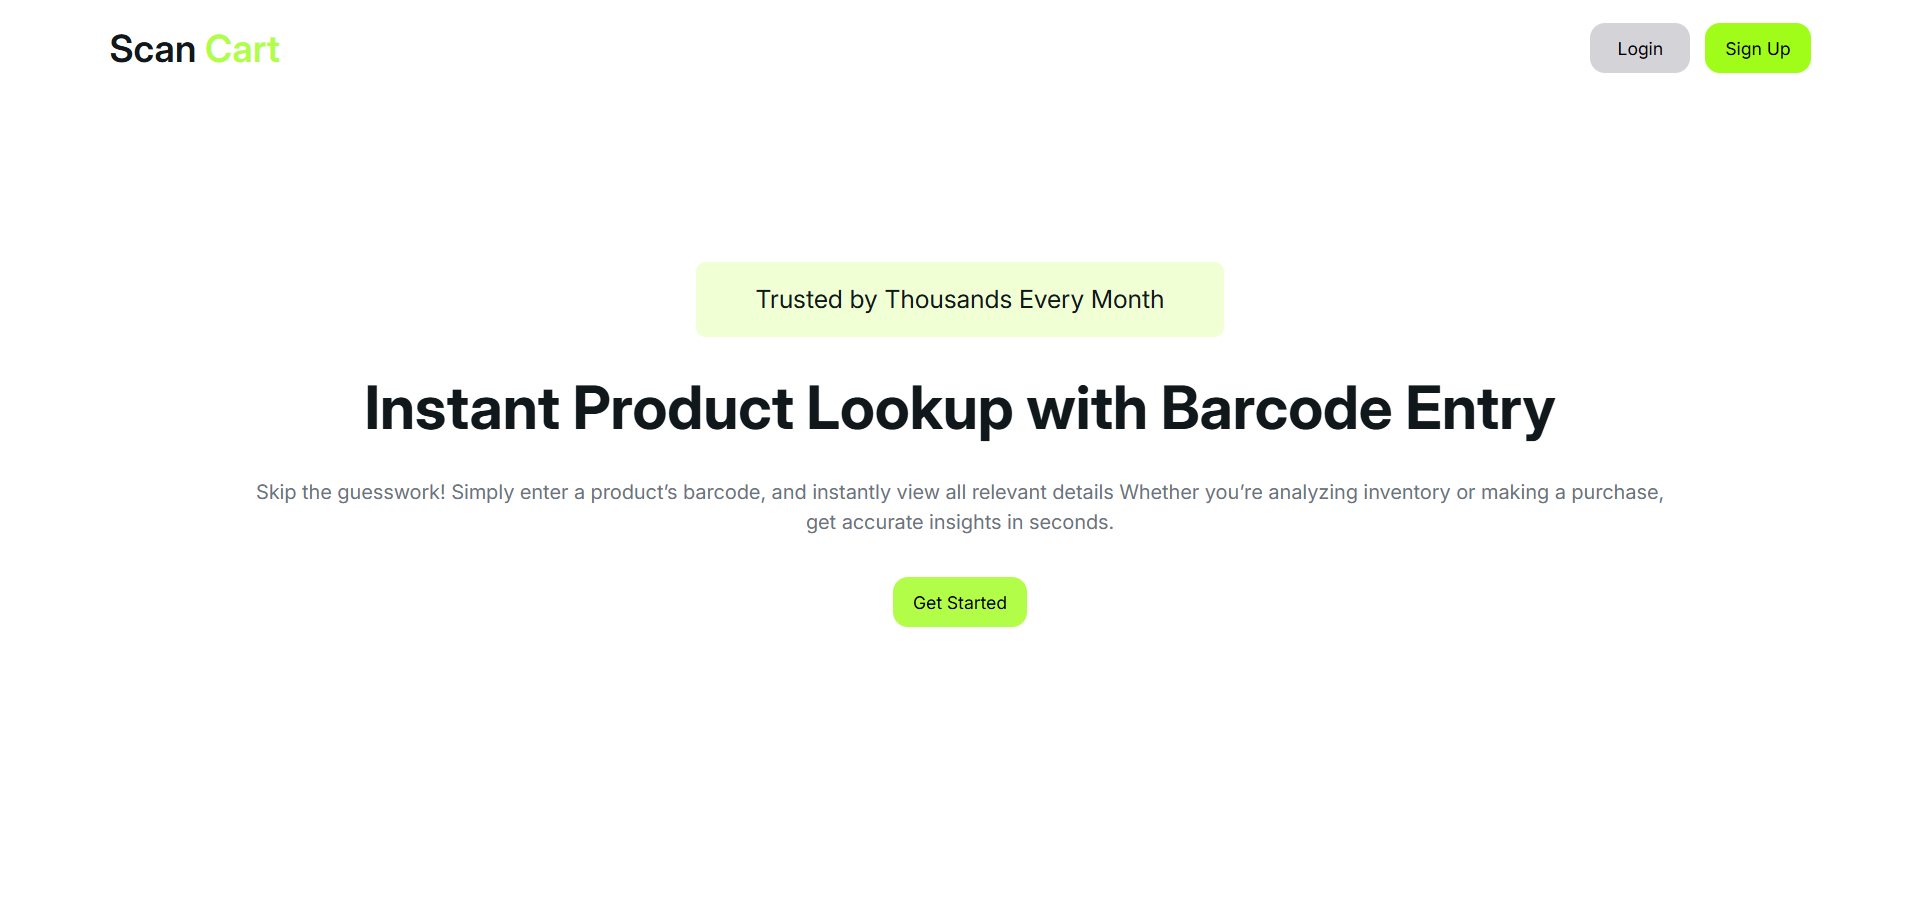 Scan Cart
Login
Sign Up
Trusted by Thousands Every Month
Instant Product Lookup with Barcode Entry
Skip the guesswork! Simply enter a product’s barcode, and instantly view all relevant details Whether you’re analyzing inventory or making a purchase,
get accurate insights in seconds.
Get Started